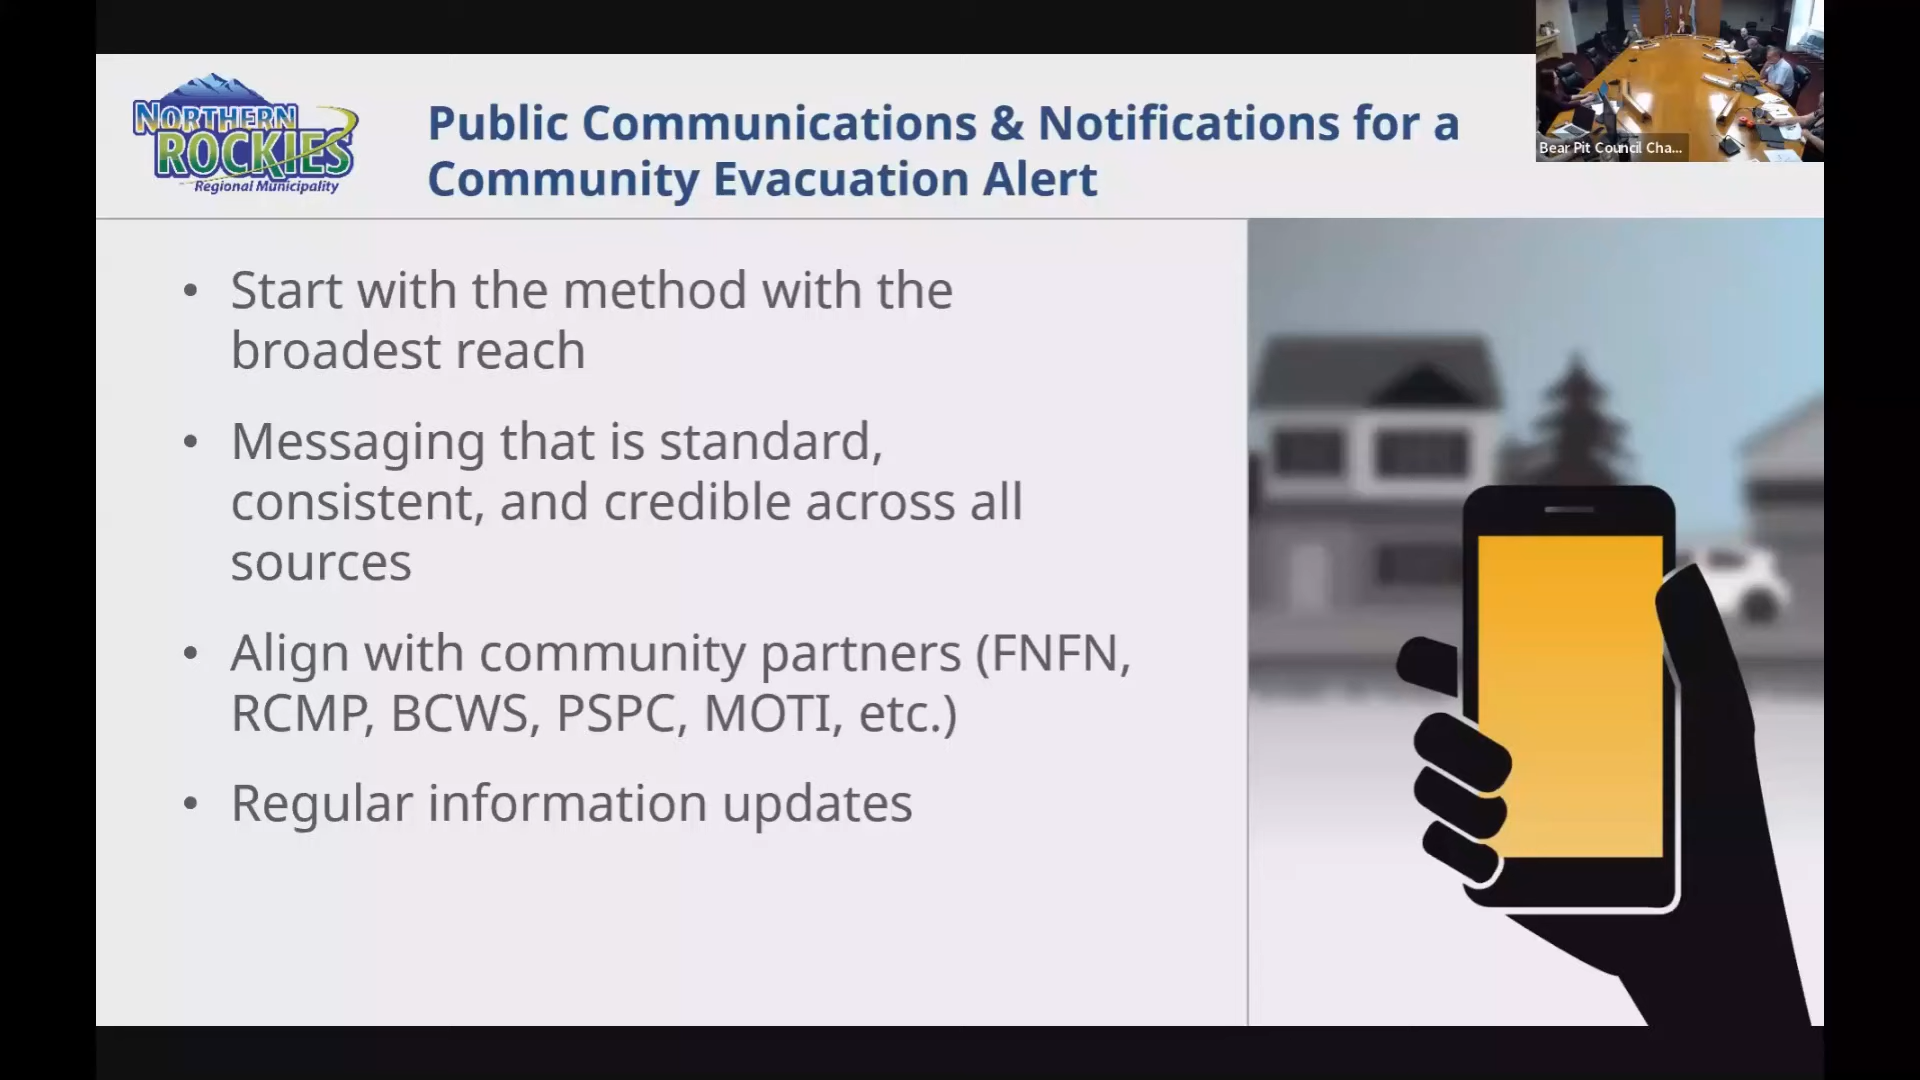 NORTHERN
ROCKIES
Regional Municipality
Public Communications & Notifications for a
Community Evacuation Alert
Bear Pit Council Cha...
• Start with the method with the
broadest reach
• Messaging that is standard,
consistent, and credible across all
sources
• Align with community partners (FNFN,
RCMP, BCWS, PSPC, MOTI, etc.)
• Regular information updates